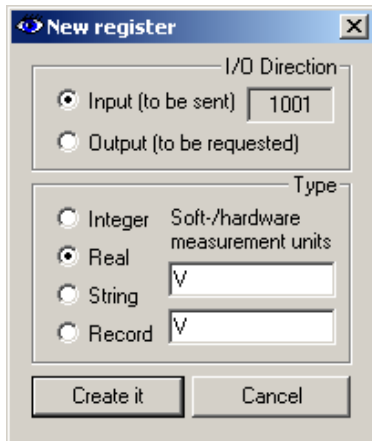 New register
I/O Direction
Input (to be sent) 1001
Output (to be requested)
Type
Integer
Soft-/hardware
measurement units
Real
V
String
Record
V
Create it
Cancel